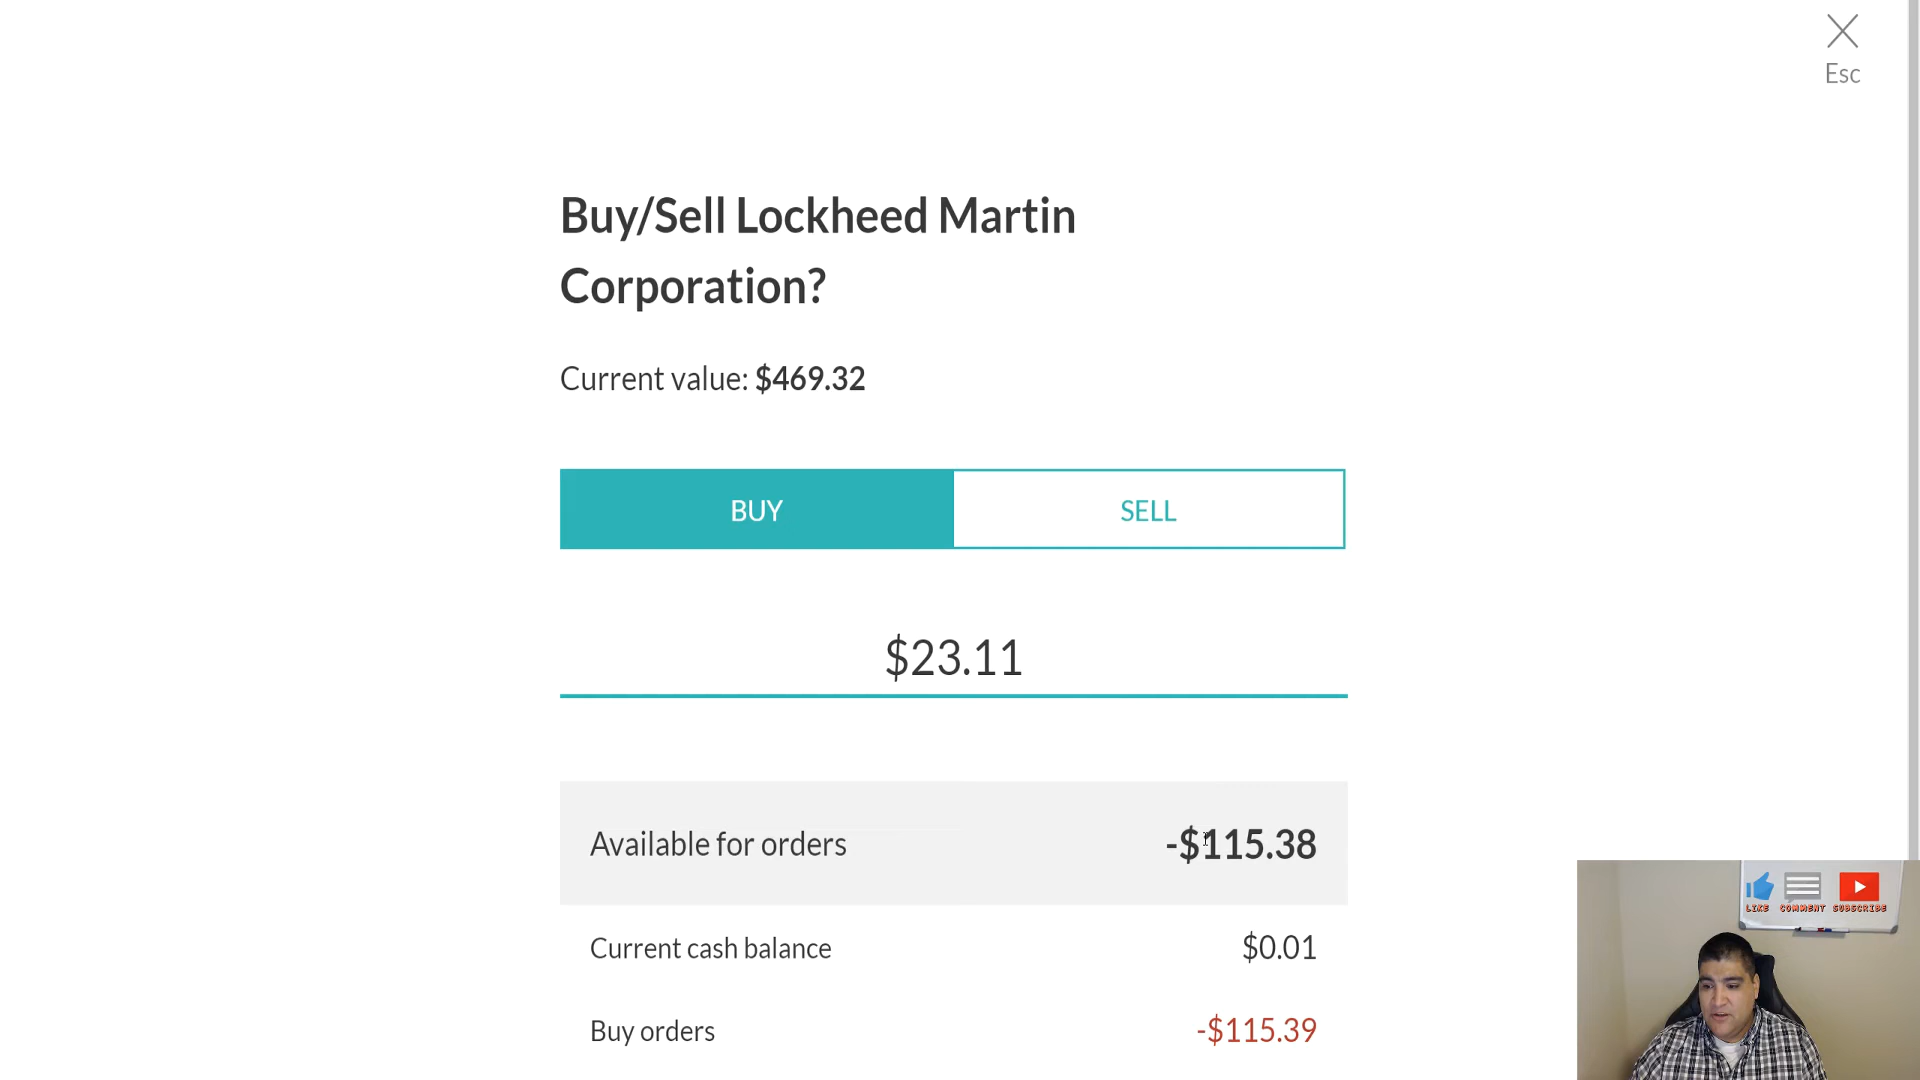 Esc
Buy/Sell Lockheed Martin
Corporation?
Current value: $469.32
BUY SELL
$23.11
Available for orders -$115.38
Current cash balance $0.01
Buy orders -$115.39
LIKE COMMENT SUBSCRIBE